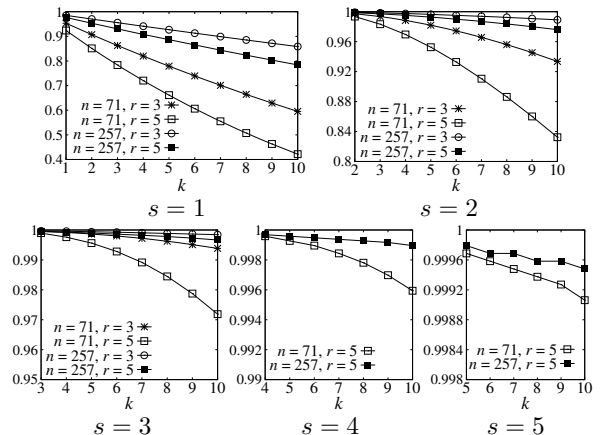 1
0.9
0.8
0.7
0.6
0.5
0.4
n = 71, r = 3
n = 71, r = 5
n = 257, r = 3
n = 257, r = 5
1 2 3 4 5 6 7 8 9 10
k
s = 1
1
0.96
0.92
0.88
0.84
0.8
n = 71, r = 3
n = 71, r = 5
n = 257, r = 3
n = 257, r = 5
2 3 4 5 6 7 8 9 10
k
s = 2
1
0.99
0.98
0.97
0.96
0.95
n = 71, r = 3
n = 71, r = 5
n = 257, r = 3
n = 257, r = 5
3 4 5 6 7 8 9 10
k
s = 3
1
0.998
0.996
0.994
0.992
0.990
n = 71, r = 5
n = 257, r = 5
4 5 6 7 8 9 10
k
s = 4
1
0.9996
0.9992
0.9988
0.9984
0.998
n = 71, r = 5
n = 257, r = 5
5 6 7 8 9 10
k
s = 5